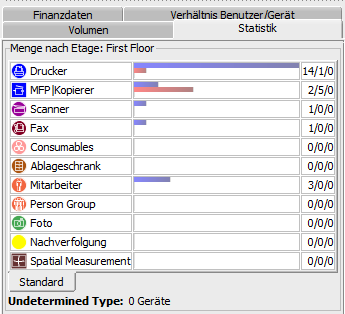 Finanzdaten Verhältnis Benutzer/Gerät
Volumen Statistik
Menge nach Etage: First Floor
Drucker 14/1/0
MFP|Kopierer 2/5/0
Scanner 1/0/0
Fax 1/0/0
Consumables 0/0/0
Ablageschrank 0/0/0
Mitarbeiter 3/0/0
Person Group 0/0/0
Foto 0/0/0
Nachverfolgung 0/0/0
Spatial Measurement 0/0/0
Standard
Undetermined Type: 0 Geräte